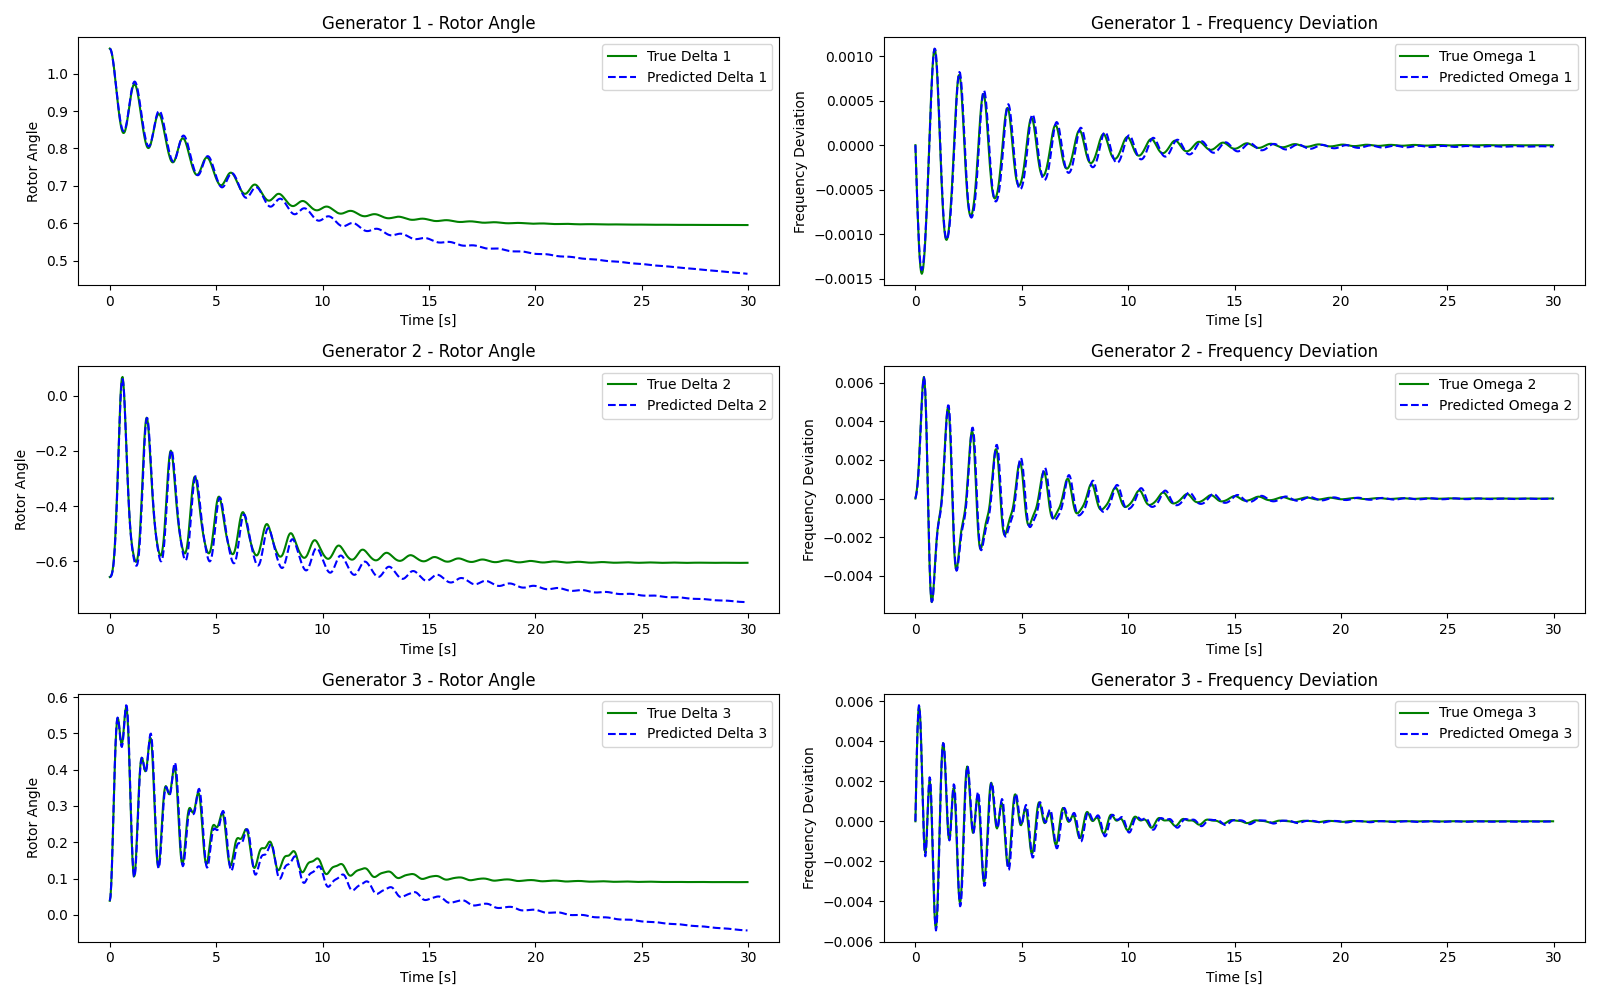 Generator 1 - Rotor Angle
True Delta 1
Predicted Delta 1
Rotor Angle
1.0
0.9
0.8
0.7
0.6
0.5
0 5 10 15 20 25 30
Time [s]
Generator 1 - Frequency Deviation
True Omega 1
Predicted Omega 1
Frequency Deviation
0.0010
0.0005
0.0000
−0.0005
−0.0010
−0.0015
0 5 10 15 20 25 30
Time [s]
Generator 2 - Rotor Angle
True Delta 2
Predicted Delta 2
Rotor Angle
0.0
−0.2
−0.4
−0.6
0 5 10 15 20 25 30
Time [s]
Generator 2 - Frequency Deviation
True Omega 2
Predicted Omega 2
Frequency Deviation
0.006
0.004
0.002
0.000
−0.002
−0.004
0 5 10 15 20 25 30
Time [s]
Generator 3 - Rotor Angle
True Delta 3
Predicted Delta 3
Rotor Angle
0.6
0.5
0.4
0.3
0.2
0.1
0.0
0 5 10 15 20 25 30
Time [s]
Generator 3 - Frequency Deviation
True Omega 3
Predicted Omega 3
Frequency Deviation
0.006
0.004
0.002
0.000
−0.002
−0.004
−0.006
0 5 10 15 20 25 30
Time [s]